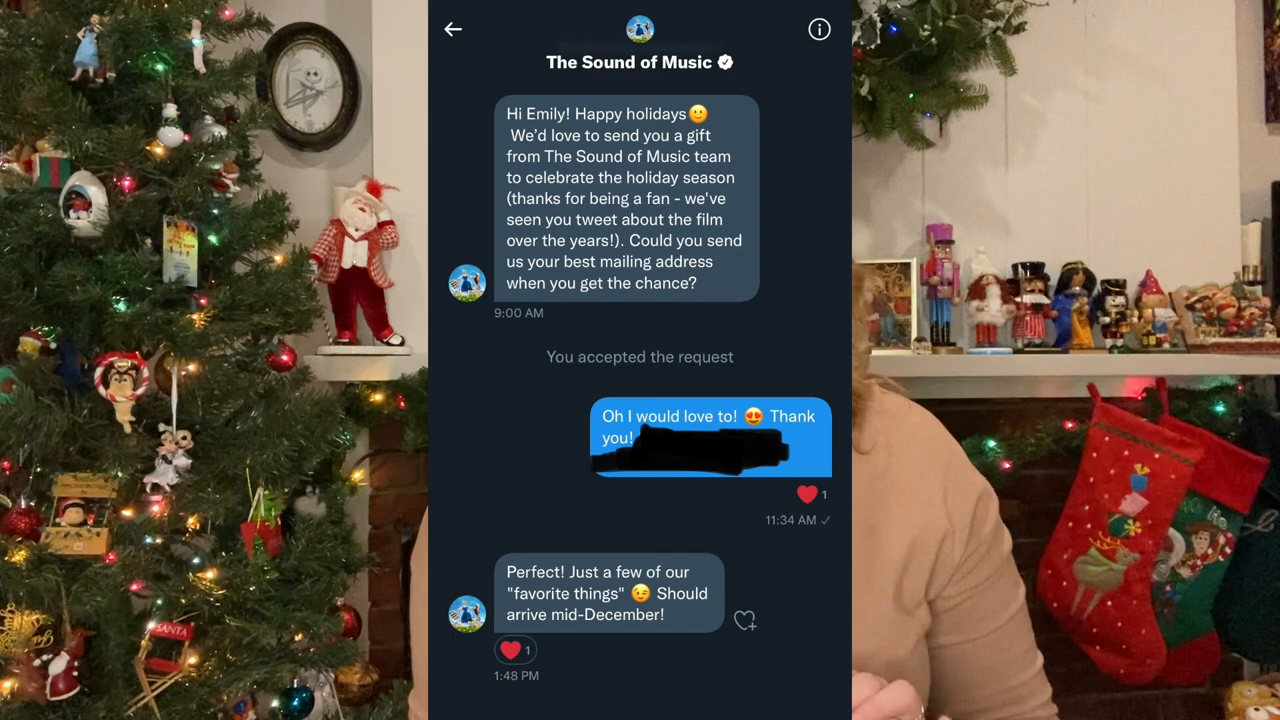 The Sound of Music
Hi Emily! Happy holidays🙂
We'd love to send you a gift
from The Sound of Music team
to celebrate the holiday season
(thanks for being a fan - we've
seen you tweet about the film
over the years!). Could you send
us your best mailing address
when you get the chance?
9:00 AM
You accepted the request
Oh I would love to! 😍 Thank
you!
❤️ 1
11:34 AM ✓
Perfect! Just a few of our
"favorite things" 😉 Should
arrive mid-December!
❤️ 1
1:48 PM
SANTA